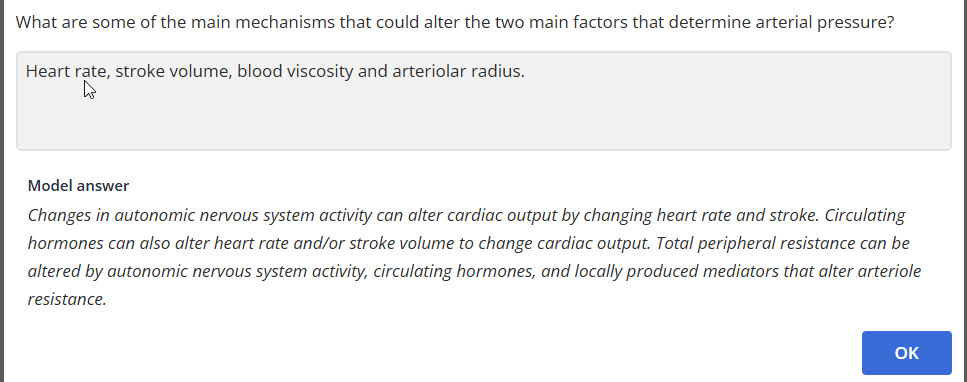 What are some of the main mechanisms that could alter the two main factors that determine arterial pressure?
Heart rate, stroke volume, blood viscosity and arteriolar radius.
Model answer
Changes in autonomic nervous system activity can alter cardiac output by changing heart rate and stroke. Circulating
hormones can also alter heart rate and/or stroke volume to change cardiac output. Total peripheral resistance can be
altered by autonomic nervous system activity, circulating hormones, and locally produced mediators that alter arteriole
resistance.
OK